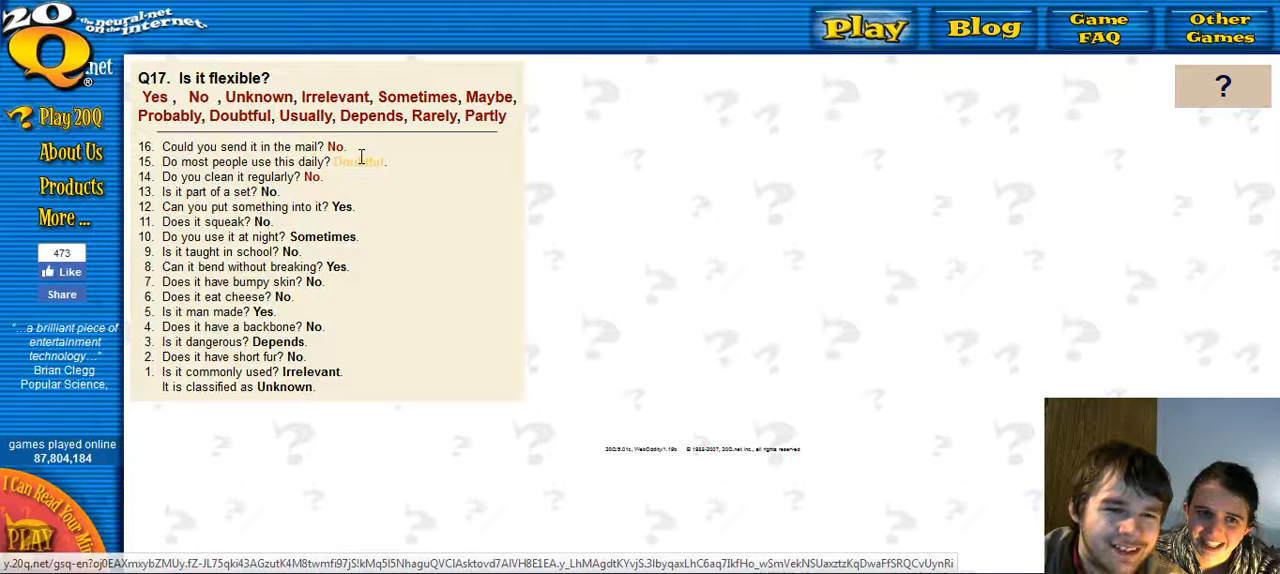 20Q
.net
®
the neural-net
on the internet.
Play
Blog
Game
FAQ
Other
Games
?
Play 20Q
About Us
Products
More ...
473
Like
Share
"...a brilliant piece of
entertainment
technology..."
Brian Clegg
Popular Science,
games played online
87,804,184
I Can Read Your Mind
PLAY
Q17. Is it flexible?
Yes , No , Unknown, Irrelevant, Sometimes, Maybe,
Probably, Doubtful, Usually, Depends, Rarely, Partly
16. Could you send it in the mail? No.
15. Do most people use this daily? Doubtful.
14. Do you clean it regularly? No.
13. Is it part of a set? No.
12. Can you put something into it? Yes.
11. Does it squeak? No.
10. Do you use it at night? Sometimes.
9. Is it taught in school? No.
8. Can it bend without breaking? Yes.
7. Does it have bumpy skin? No.
6. Does it eat cheese? No.
5. Is it man made? Yes.
4. Does it have a backbone? No.
3. Is it dangerous? Depends.
2. Does it have short fur? No.
1. Is it commonly used? Irrelevant.
It is classified as Unknown.
?